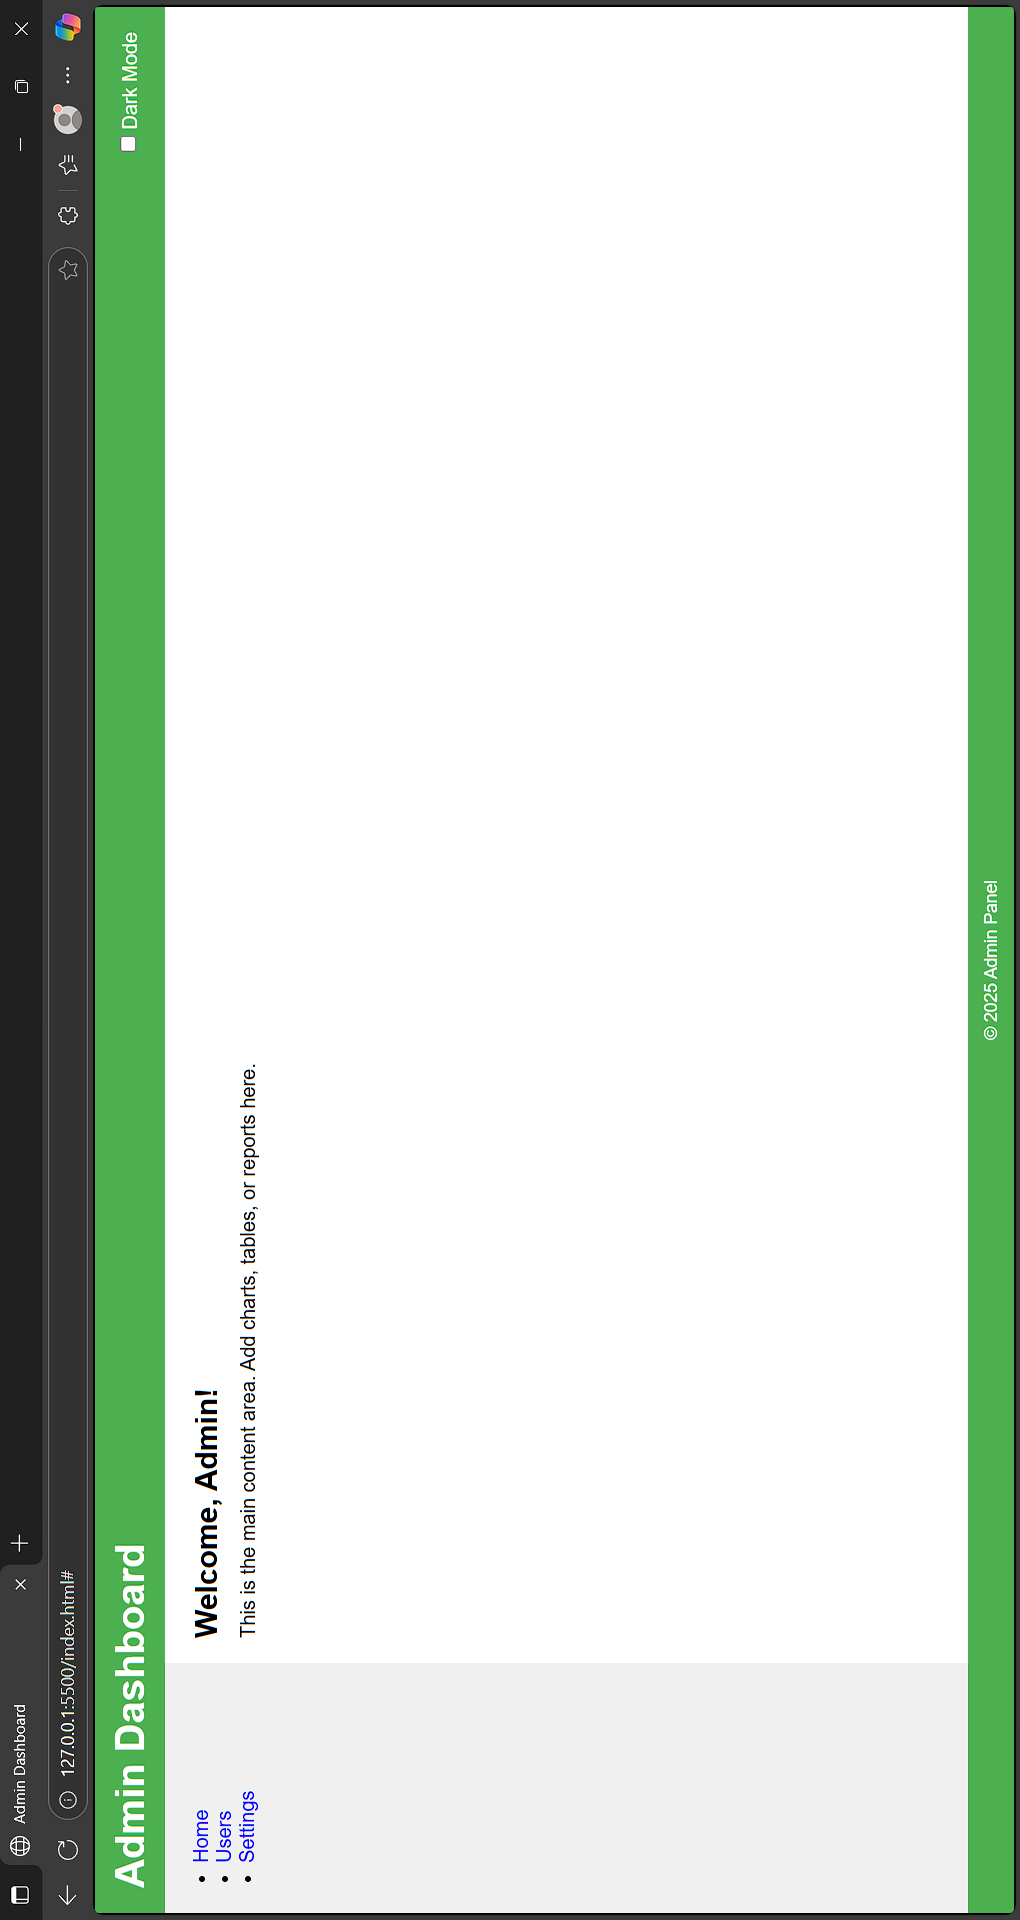 Admin Dashboard
127.0.0.1:5500/index.html#
Admin Dashboard
Dark Mode
Home
Users
Settings
Welcome, Admin!
This is the main content area. Add charts, tables, or reports here.
© 2025 Admin Panel